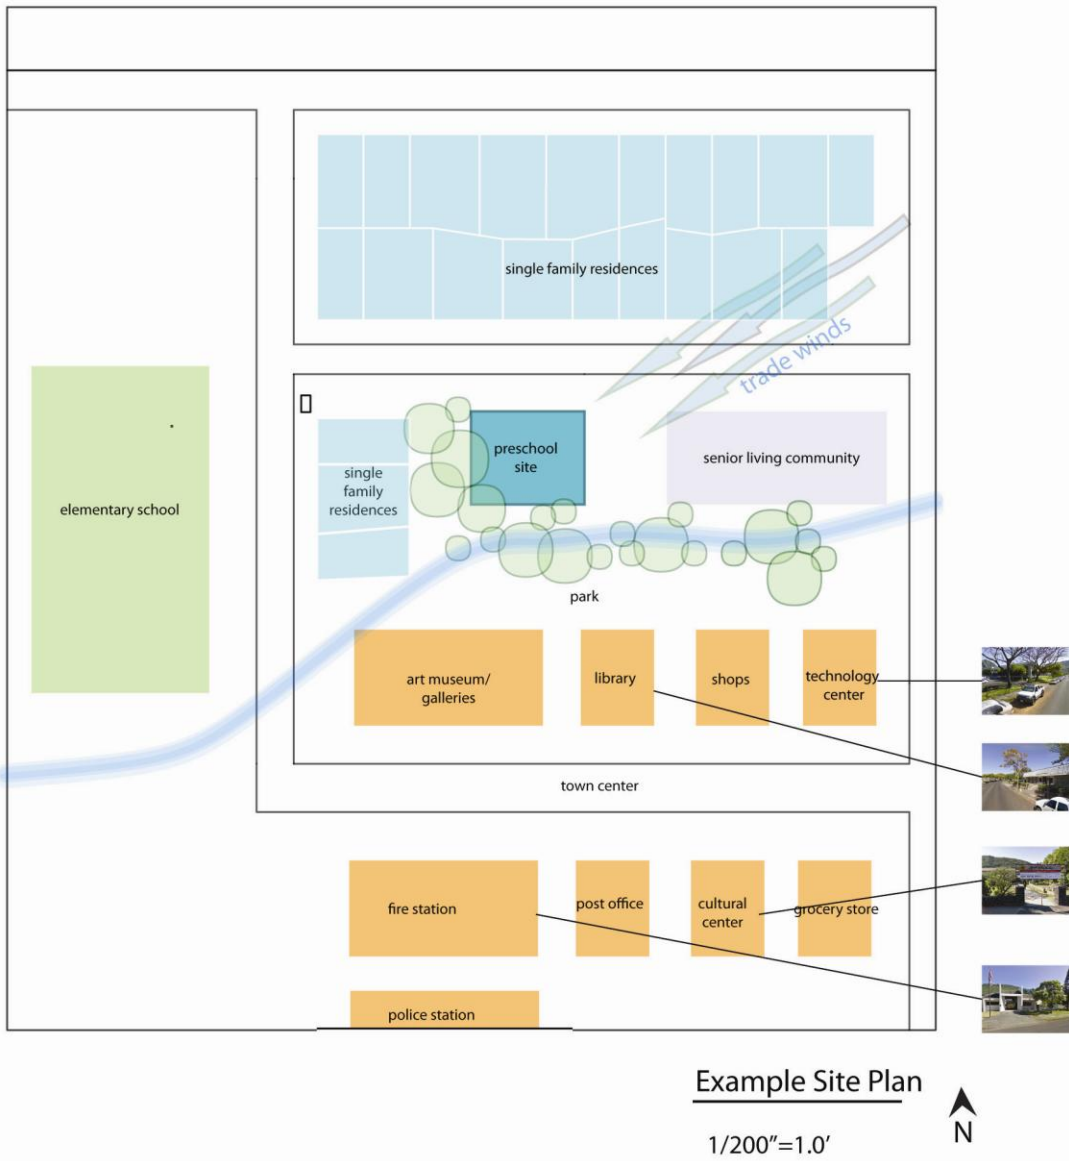 single family residences
trade winds
preschool
site
senior living community
single
family
residences
elementary school
park
art museum/
galleries
library
shops
technology
center
town center
fire station
post office
cultural
center
grocery store
police station
Example Site Plan
N
1/200"=1.0'